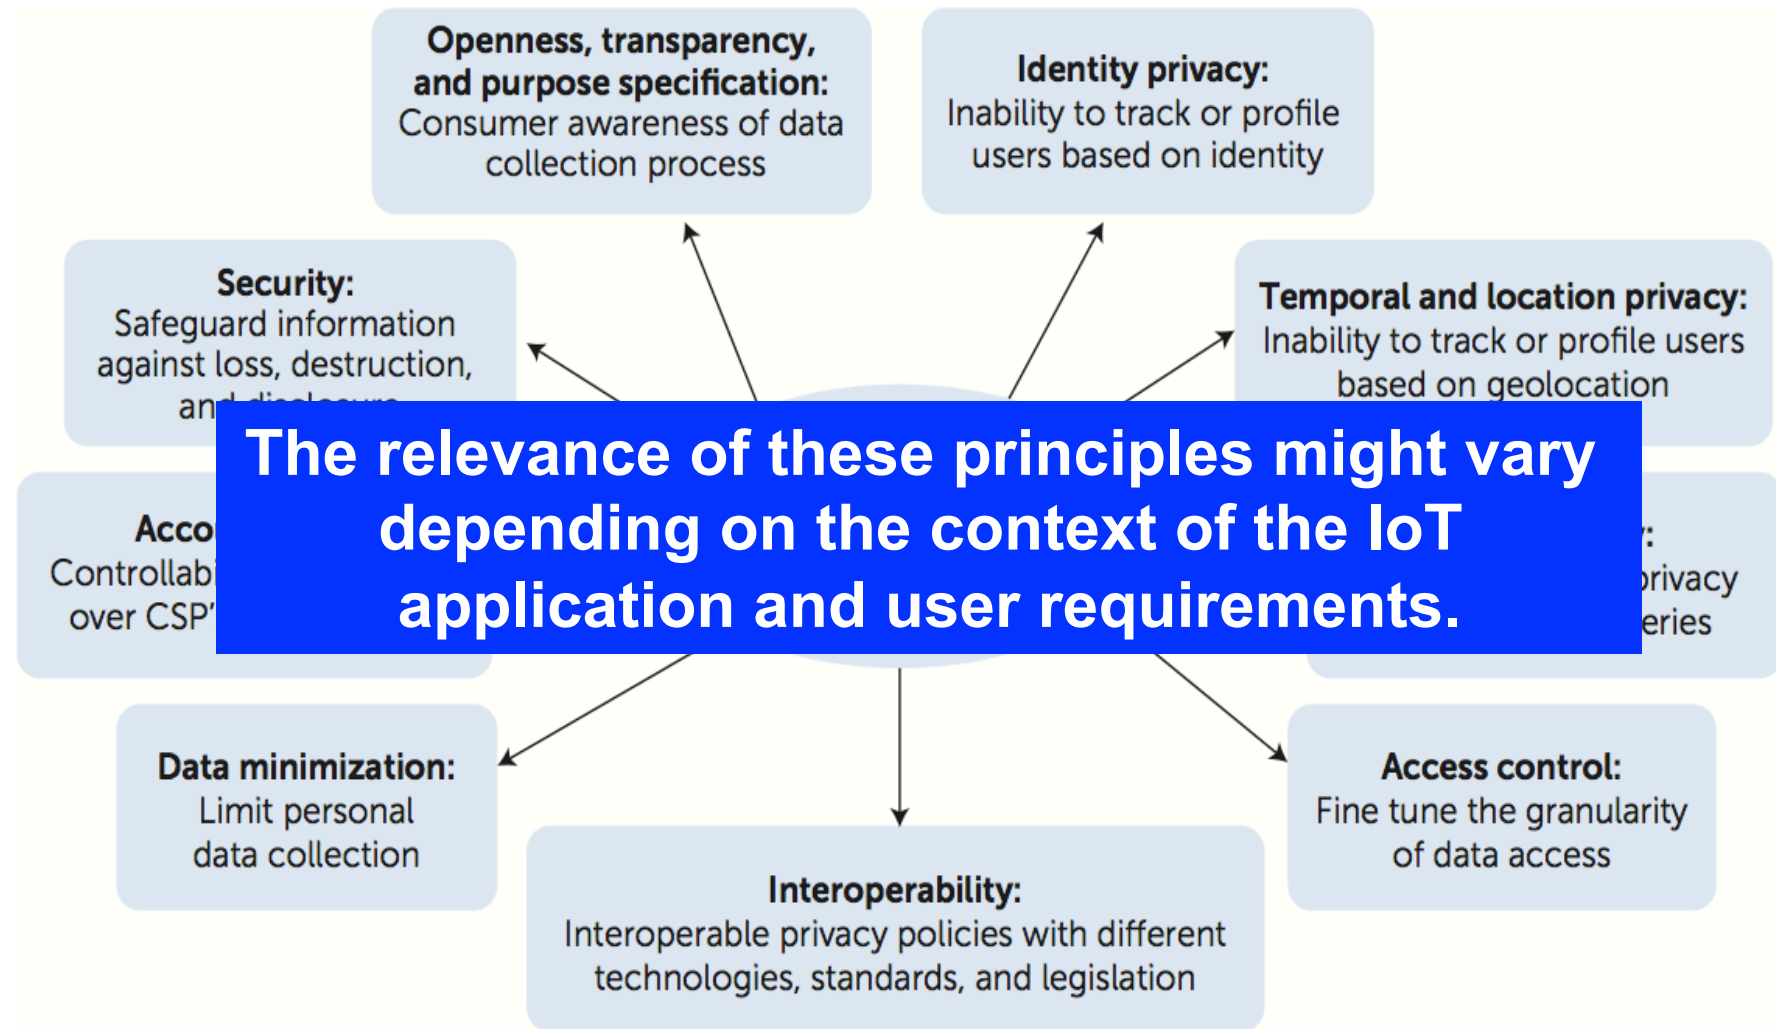 Openness, transparency,
and purpose specification:
Consumer awareness of data
collection process
Identity privacy:
Inability to track or profile
users based on identity
Security:
Safeguard information
against loss, destruction,
and disclosure
Temporal and location privacy:
Inability to track or profile users
based on geolocation
The relevance of these principles might vary
depending on the context of the IoT
application and user requirements.
over CSP'
privacy
Data minimization:
Limit personal
data collection
Access control:
Fine tune the granularity
of data access
Interoperability:
Interoperable privacy policies with different
technologies, standards, and legislation